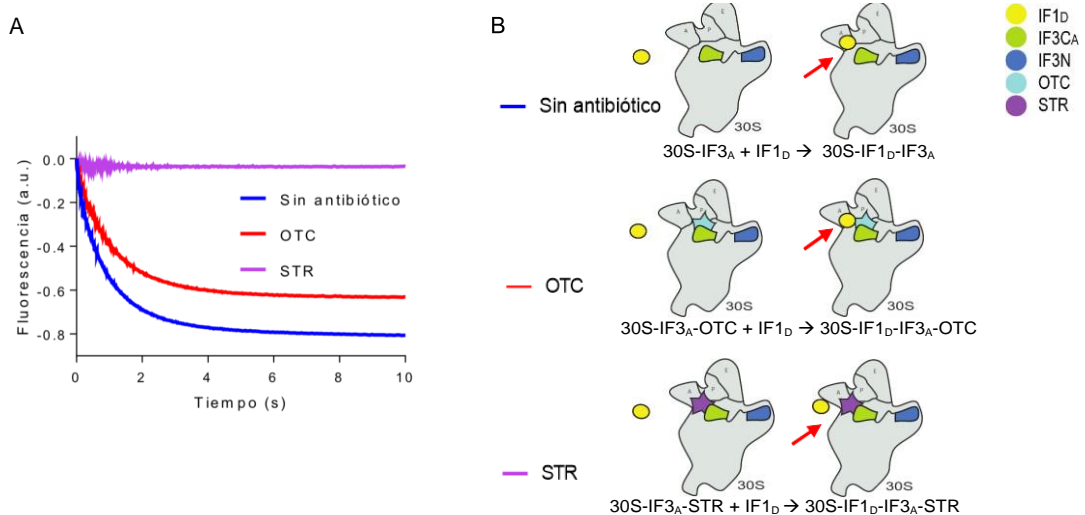 A
Fluorescencia (a.u.)
0.0
-0.2
-0.4
-0.6
-0.8
0
2
4
6
8
10
Tiempo (s)
Sin antibiótico
OTC
STR
B
Sin antibiótico
A P E
30S
A P E
30S
30S-IF3A + IF1D → 30S-IF1D-IF3A
OTC
A P E
30S
A P E
30S
30S-IF3A-OTC + IF1D → 30S-IF1D-IF3A-OTC
STR
A P E
30S
A P E
30S
30S-IF3A-STR + IF1D → 30S-IF1D-IF3A-STR
IF1D
IF3CA
IF3N
OTC
STR